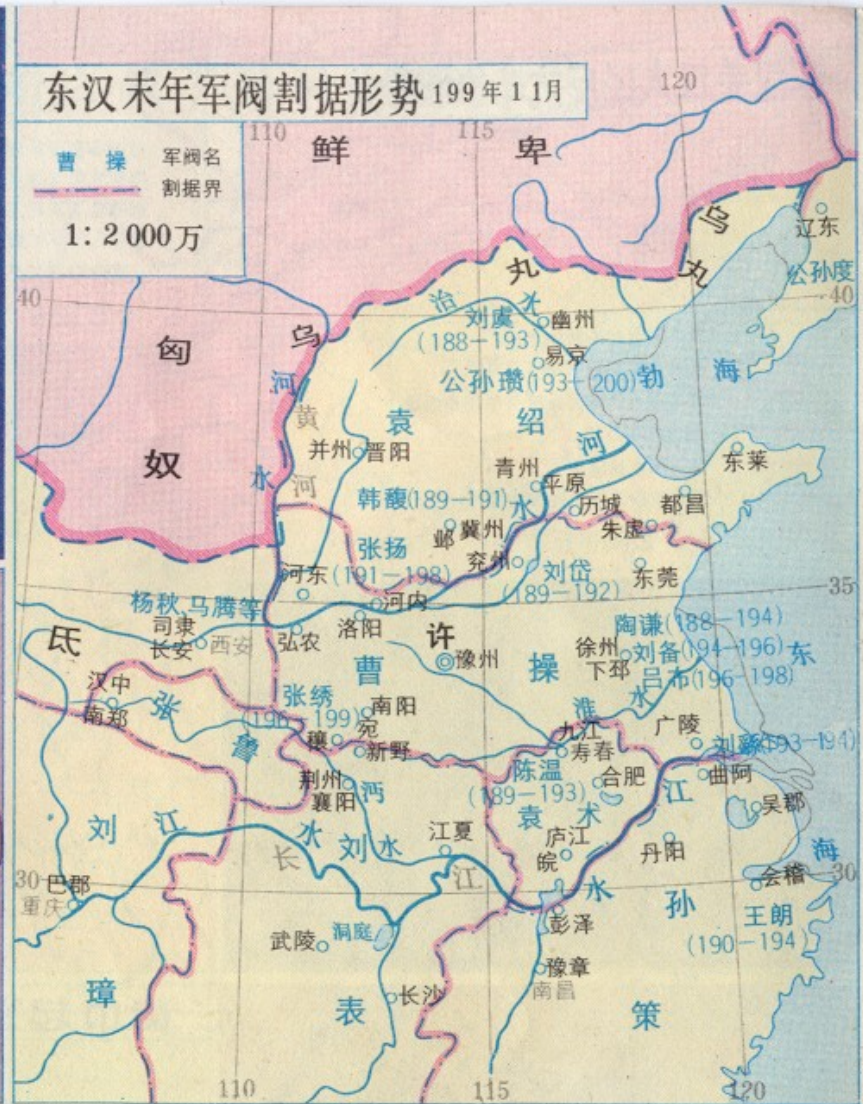 东汉末年军阀割据形势 199年11月
曹操 军阀名
割据界
1:2000万
110
115
120
鲜卑
乌丸
辽东
公孙度
40
40
匈奴
乌丸
治水
刘虞
(188—193)
幽州
易京
公孙瓒(193—(200)
勃海
河水
黄河
袁绍
并州
晋阳
河水
青州
平原
东莱
韩馥(189—191)
历城
都昌
邺
冀州
朱虚
张扬
(191—198)
兖州
刘岱
(189—192)
东莞
河东
河内
35
杨秋、马腾等
司隶
长安
西安
弘农
洛阳
许
豫州
陶谦(188—194)
徐州
刘备(194—196)
下邳
吕布(196—198)
氐
曹操
东海
汉中
南郑
张鲁
张绣
(196—199)
南阳
宛
穰
新野
淮水
九江
寿春
广陵
刘繇(193—194)
荆州
襄阳
沔水
陈温
(189—193)
合肥
曲阿
袁术
吴郡
刘璋
江水
刘表
江夏
庐江
皖
丹阳
江水
长江
30
30
巴郡
重庆
会稽
孙策
王朗
(190—194)
武陵
洞庭
彭泽
豫章
南昌
长沙
110
115
120